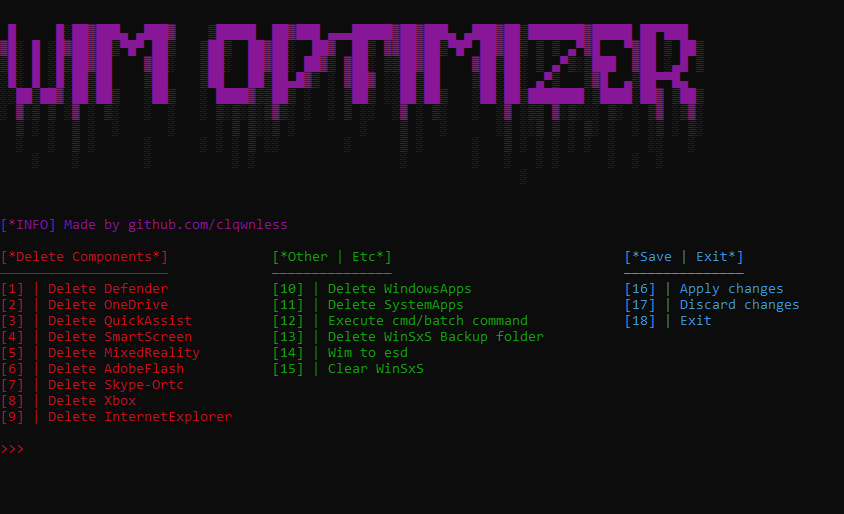 WIM OPTIMIZER
[*INFO] Made by github.com/clqwnless
[*Delete Components*] [*Other | Etc*] [*Save | Exit*]
[1] | Delete Defender [10] | Delete WindowsApps [16] | Apply changes
[2] | Delete OneDrive [11] | Delete SystemApps [17] | Discard changes
[3] | Delete QuickAssist [12] | Execute cmd/batch command [18] | Exit
[4] | Delete SmartScreen [13] | Delete WinSxS Backup folder
[5] | Delete MixedReality [14] | Wim to esd
[6] | Delete AdobeFlash [15] | Clear WinSxS
[7] | Delete Skype-Ortc
[8] | Delete Xbox
[9] | Delete InternetExplorer
>>>